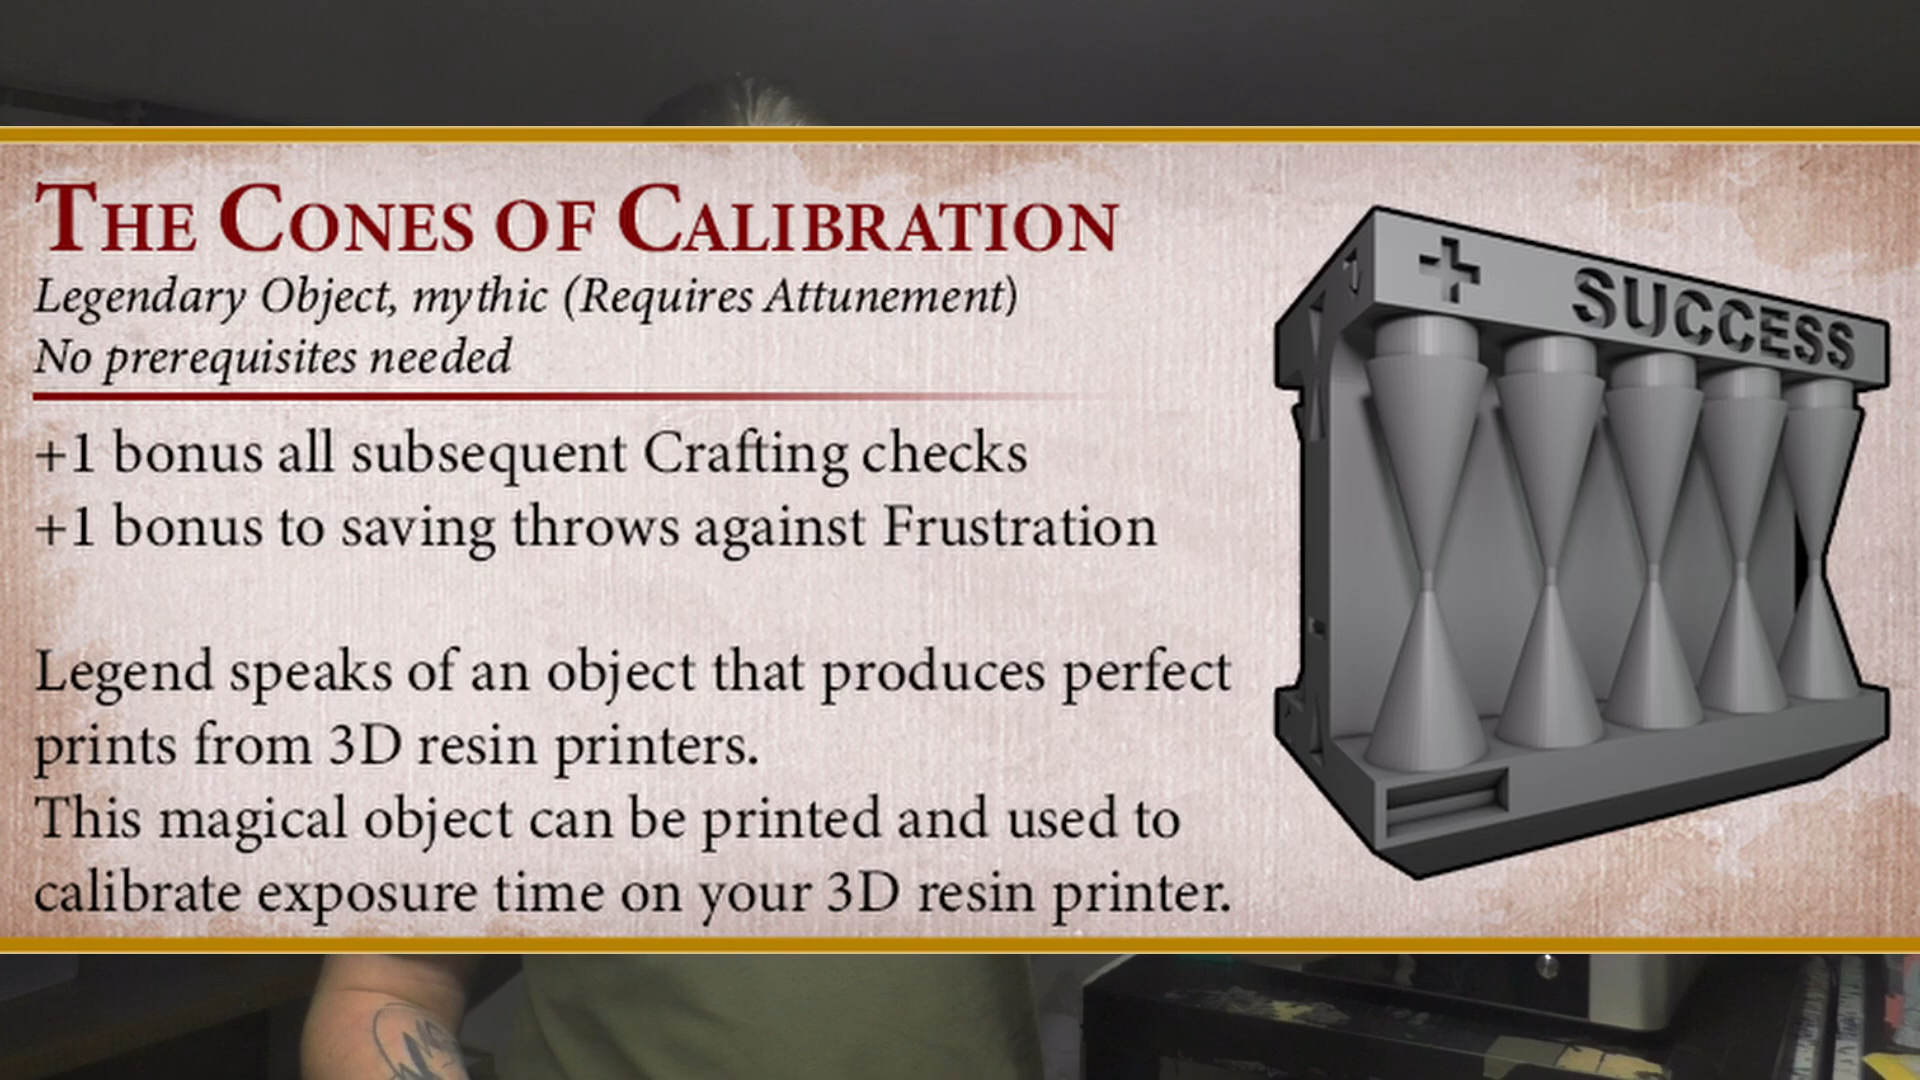 THE CONES OF CALIBRATION
Legendary Object, mythic (Requires Attunement)
No prerequisites needed
+1 bonus all subsequent Crafting checks
+1 bonus to saving throws against Frustration
Legend speaks of an object that produces perfect
prints from 3D resin printers.
This magical object can be printed and used to
calibrate exposure time on your 3D resin printer.
+ SUCCESS